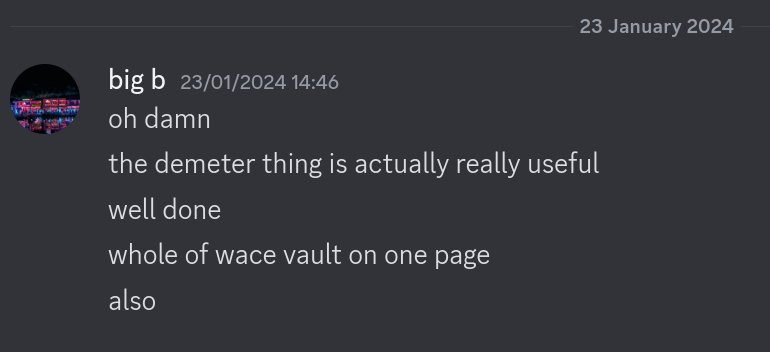 23 January 2024
big b 23/01/2024 14:46
oh damn
the demeter thing is actually really useful
well done
whole of wace vault on one page
also